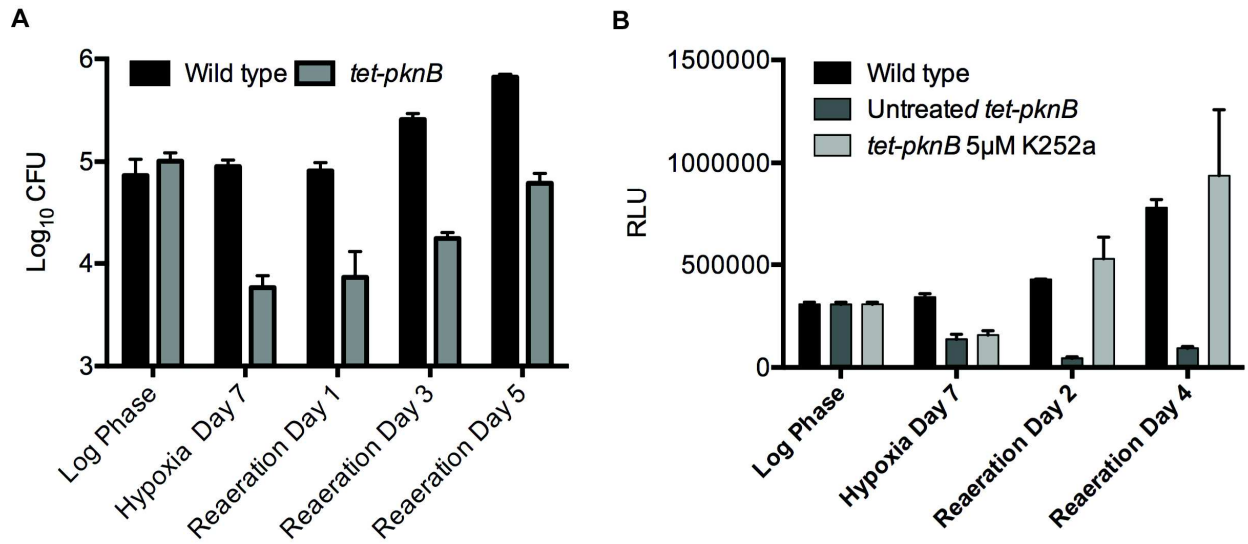 A
6
5
4
3
Log10 CFU
Wild type
tet-pknB
Log Phase
Hypoxia Day 7
Reaeration Day 1
Reaeration Day 3
Reaeration Day 5
B
1500000
1000000
500000
0
RLU
Wild type
Untreated tet-pknB
tet-pknB 5µM K252a
Log Phase
Hypoxia Day 7
Reaeration Day 2
Reaeration Day 4